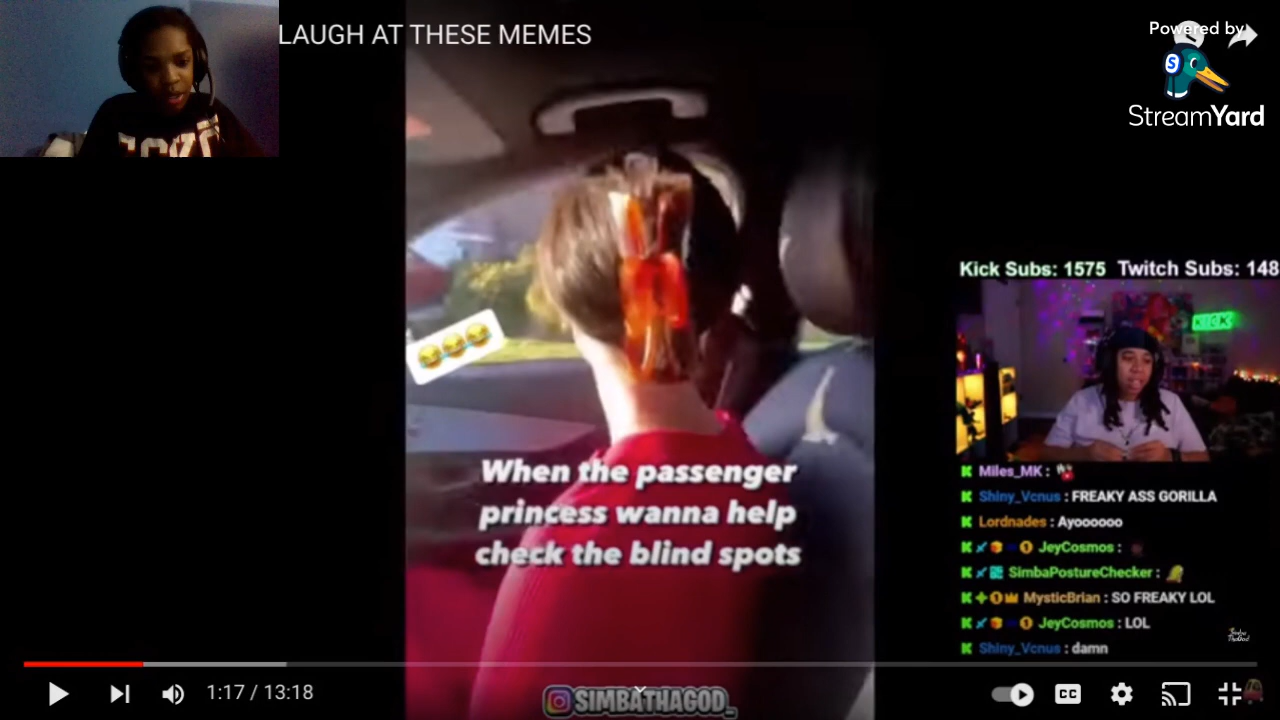 LAUGH AT THESE MEMES
Powered by
StreamYard
Kick Subs: 1575 Twitch Subs: 148
KICK
When the passenger
princess wanna help
check the blind spots
Miles_MK :
Shiny_Vcnus : FREAKY ASS GORILLA
Lordnades : Ayoooooo
JeyCosmos :
SimbaPostureChecker :
MysticBrian : SO FREAKY LOL
JeyCosmos : LOL
Shiny_Vcnus : damn
1:17 / 13:18
CC
SIMBATHAGOD_